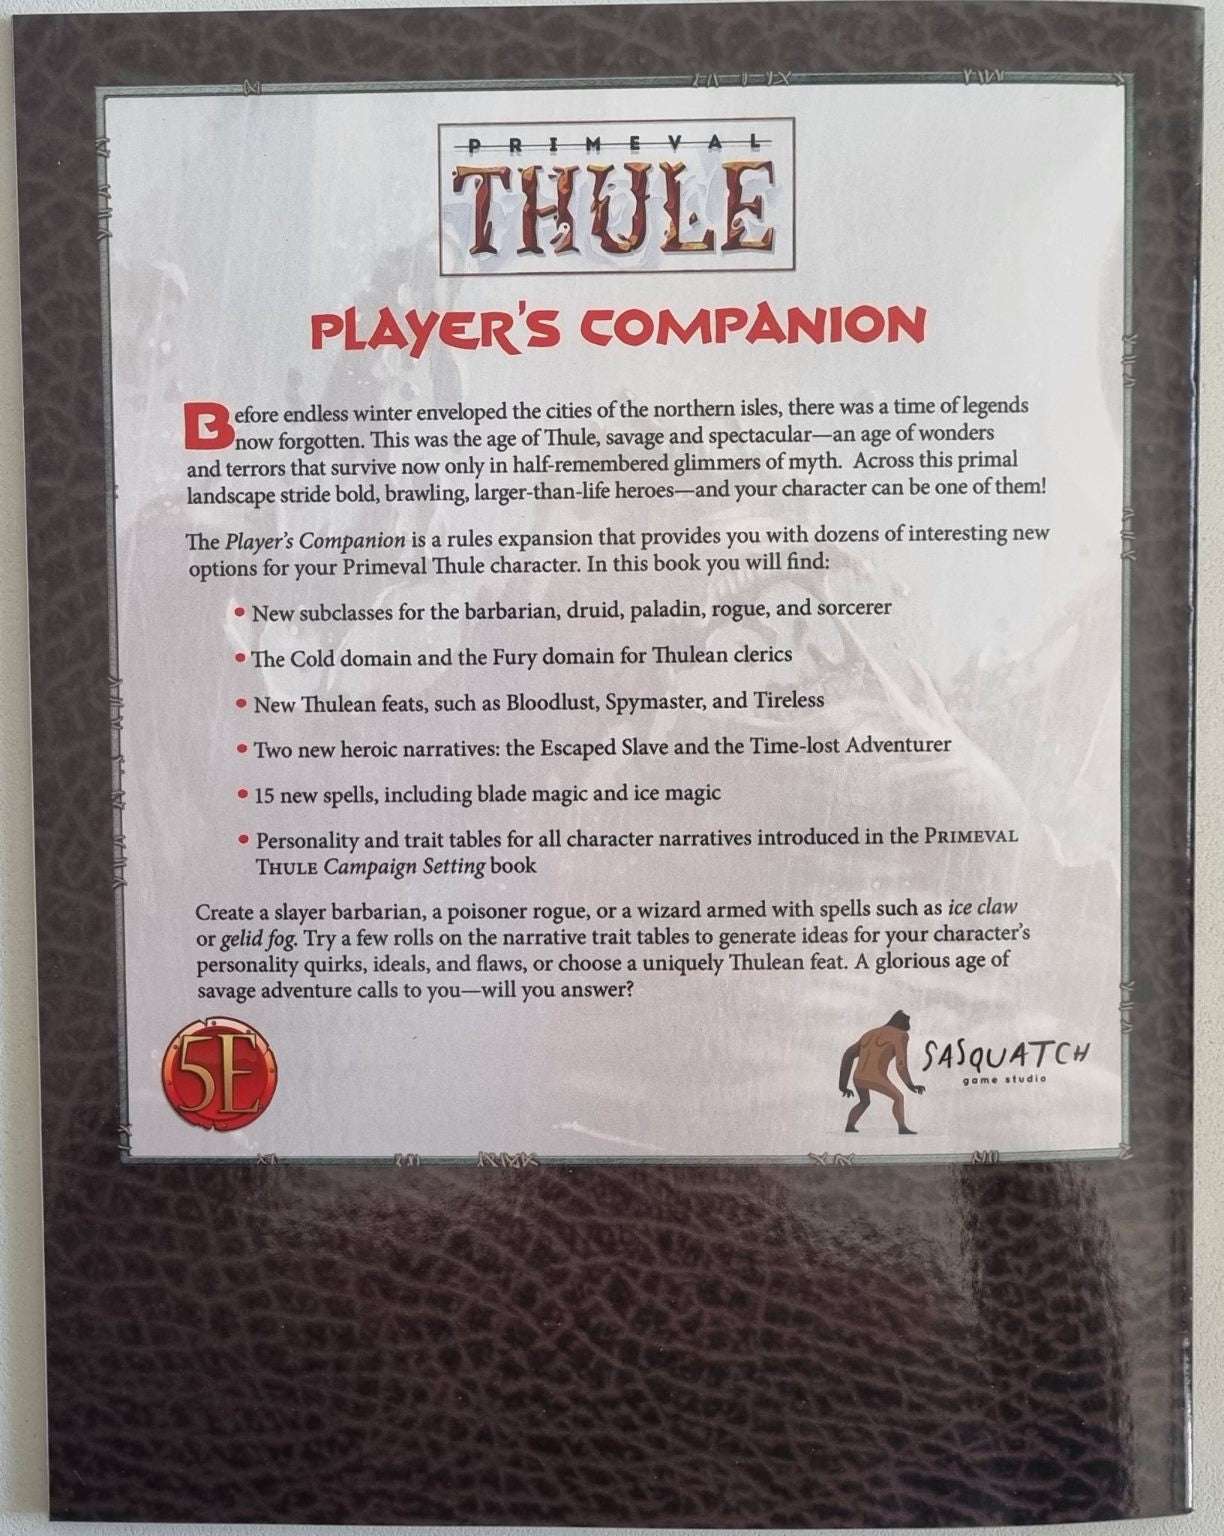 PRIMEVAL
THULE
PLAYER'S COMPANION
Before endless winter enveloped the cities of the northern isles, there was a time of legends
now forgotten. This was the age of Thule, savage and spectacular—an age of wonders
and terrors that survive now only in half-remembered glimmers of myth.  Across this primal
landscape stride bold, brawling, larger-than-life heroes—and your character can be one of them!
The Player's Companion is a rules expansion that provides you with dozens of interesting new
options for your Primeval Thule character. In this book you will find:
• New subclasses for the barbarian, druid, paladin, rogue, and sorcerer
• The Cold domain and the Fury domain for Thulean clerics
• New Thulean feats, such as Bloodlust, Spymaster, and Tireless
• Two new heroic narratives: the Escaped Slave and the Time-lost Adventurer
• 15 new spells, including blade magic and ice magic
• Personality and trait tables for all character narratives introduced in the PRIMEVAL
THULE Campaign Setting book
Create a slayer barbarian, a poisoner rogue, or a wizard armed with spells such as ice claw
or gelid fog. Try a few rolls on the narrative trait tables to generate ideas for your character's
personality quirks, ideals, and flaws, or choose a uniquely Thulean feat. A glorious age of
savage adventure calls to you—will you answer?
5E
SASQUATCH
game studio